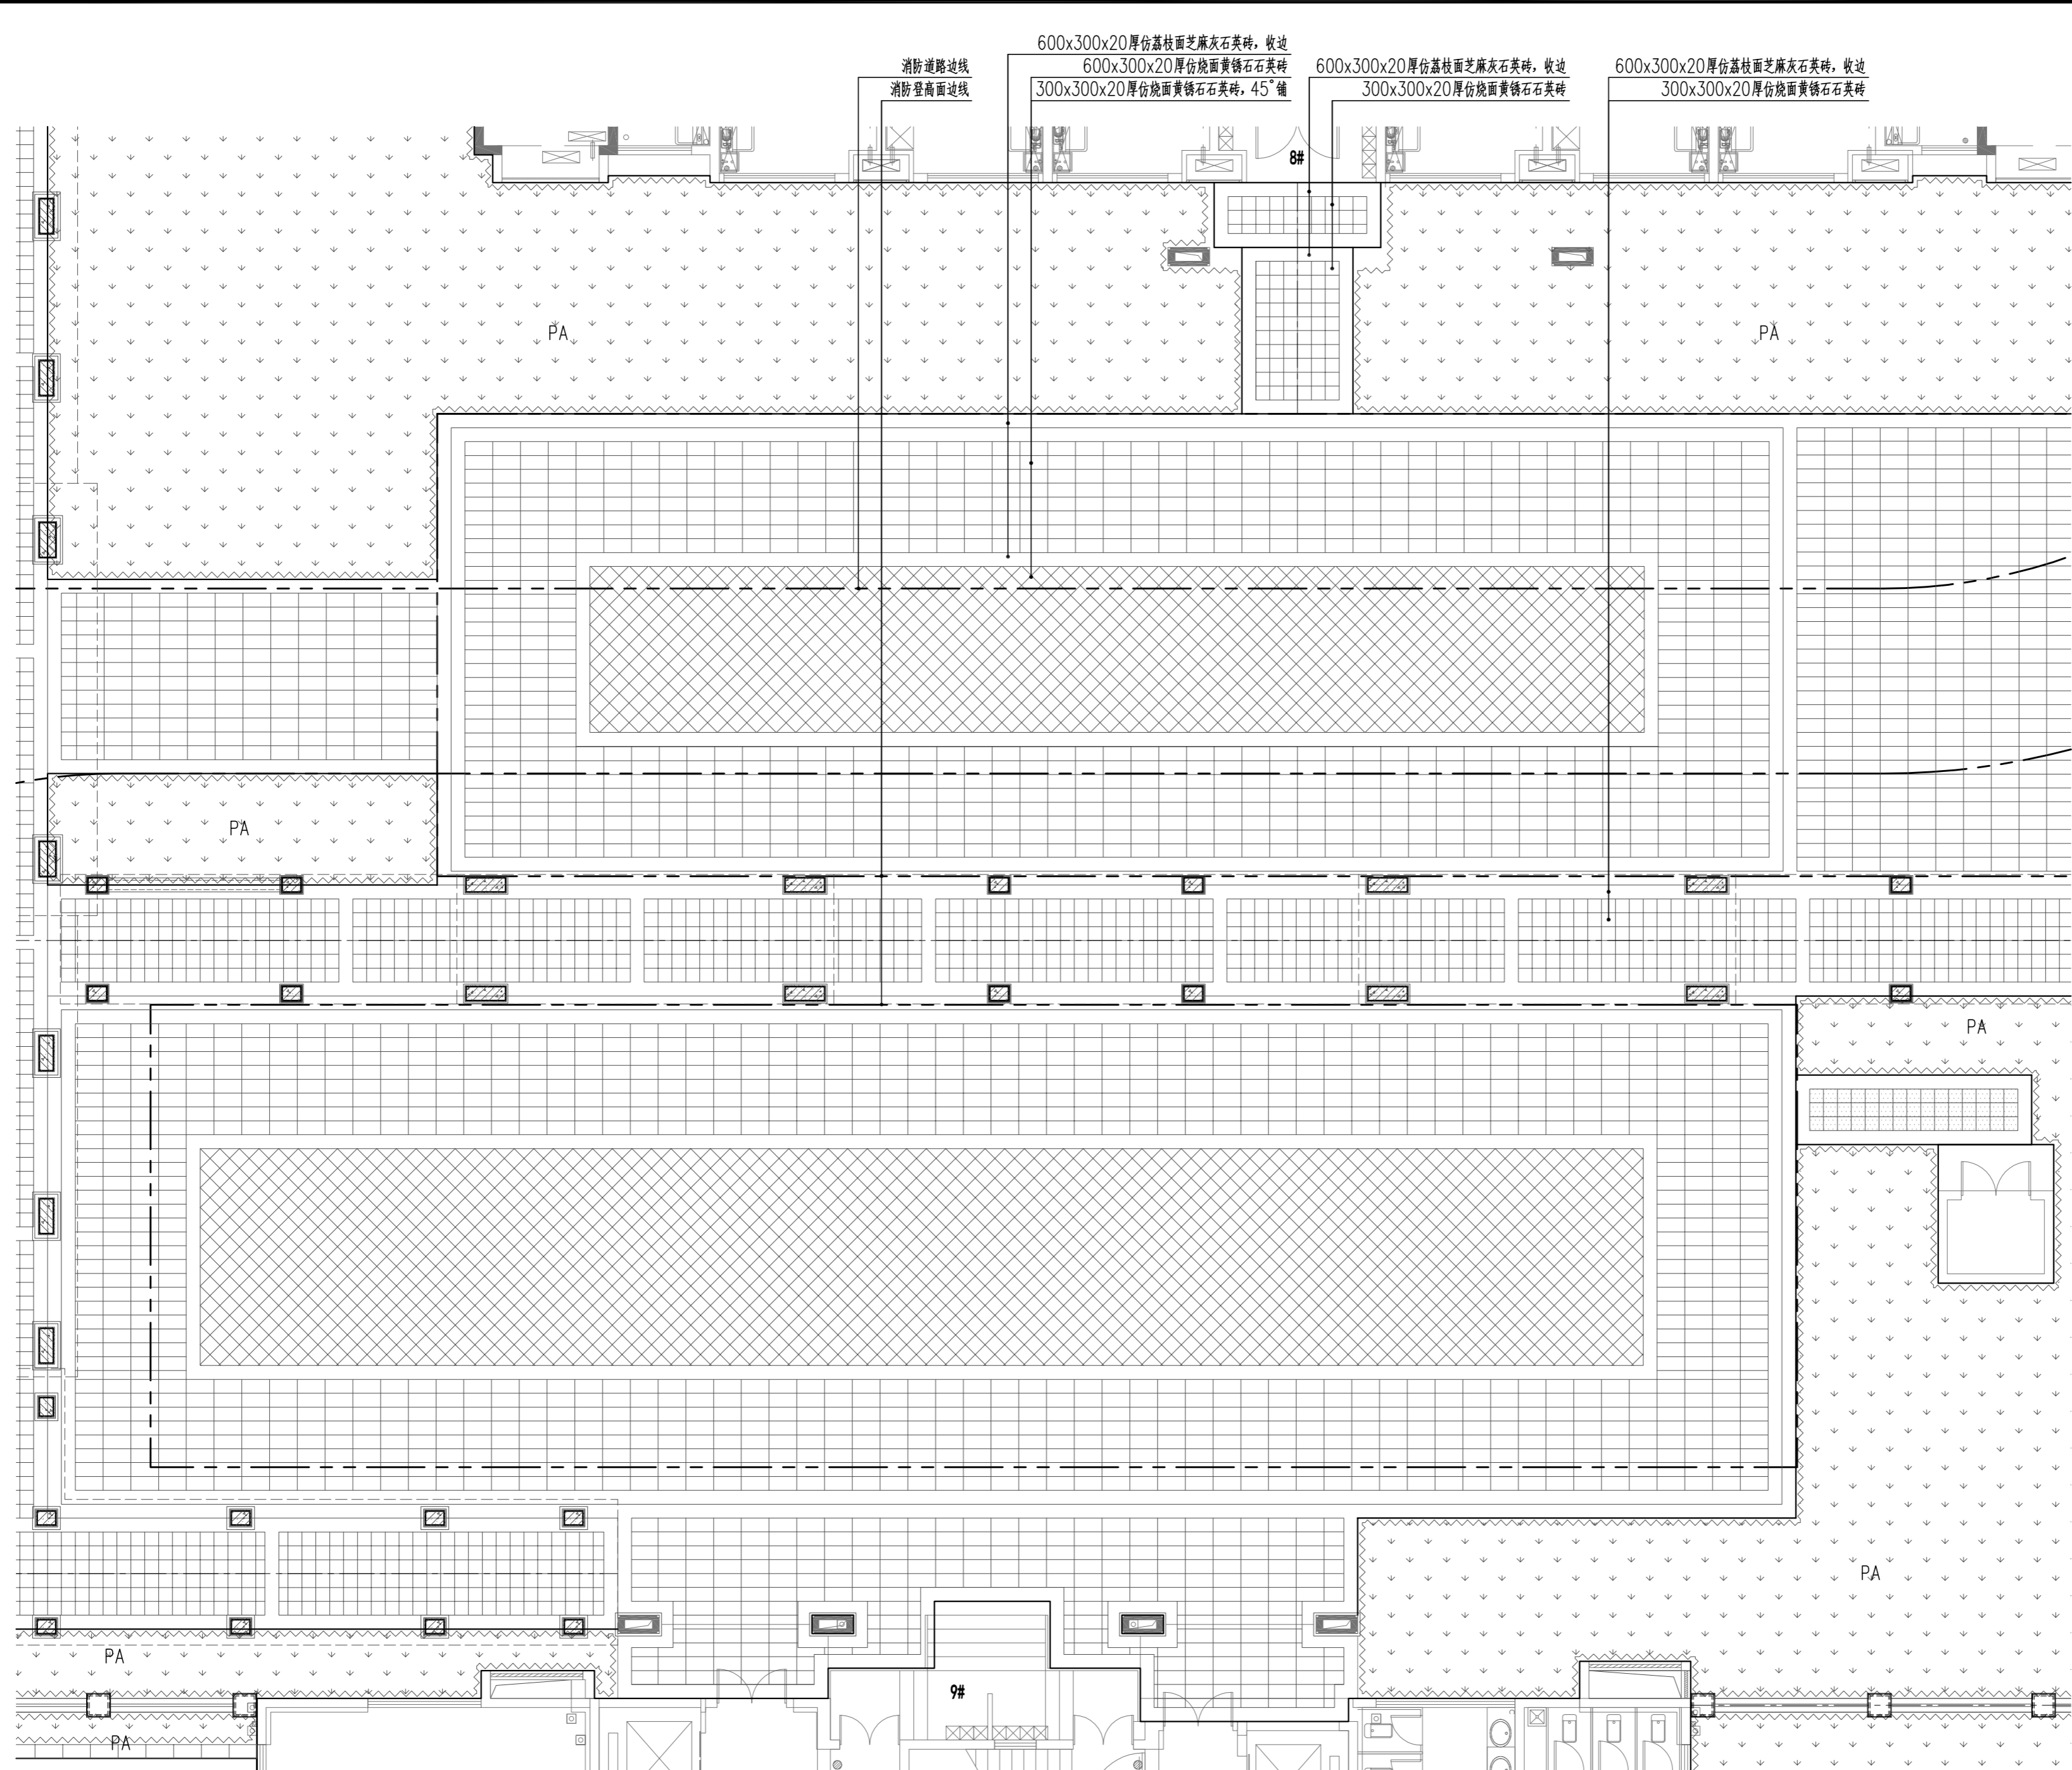 600x300x20厚仿荔枝面芝麻灰石英砖，收边
消防道路边线
600x300x20厚仿烧面黄锈石石英砖
600x300x20厚仿荔枝面芝麻灰石英砖，收边
600x300x20厚仿荔枝面芝麻灰石英砖，收边
消防登高面边线
300x300x20厚仿烧面黄锈石石英砖，45°铺
300x300x20厚仿烧面黄锈石石英砖
300x300x20厚仿烧面黄锈石石英砖
8#
PA
PA
PA
PA
PA
PA
9#
PA